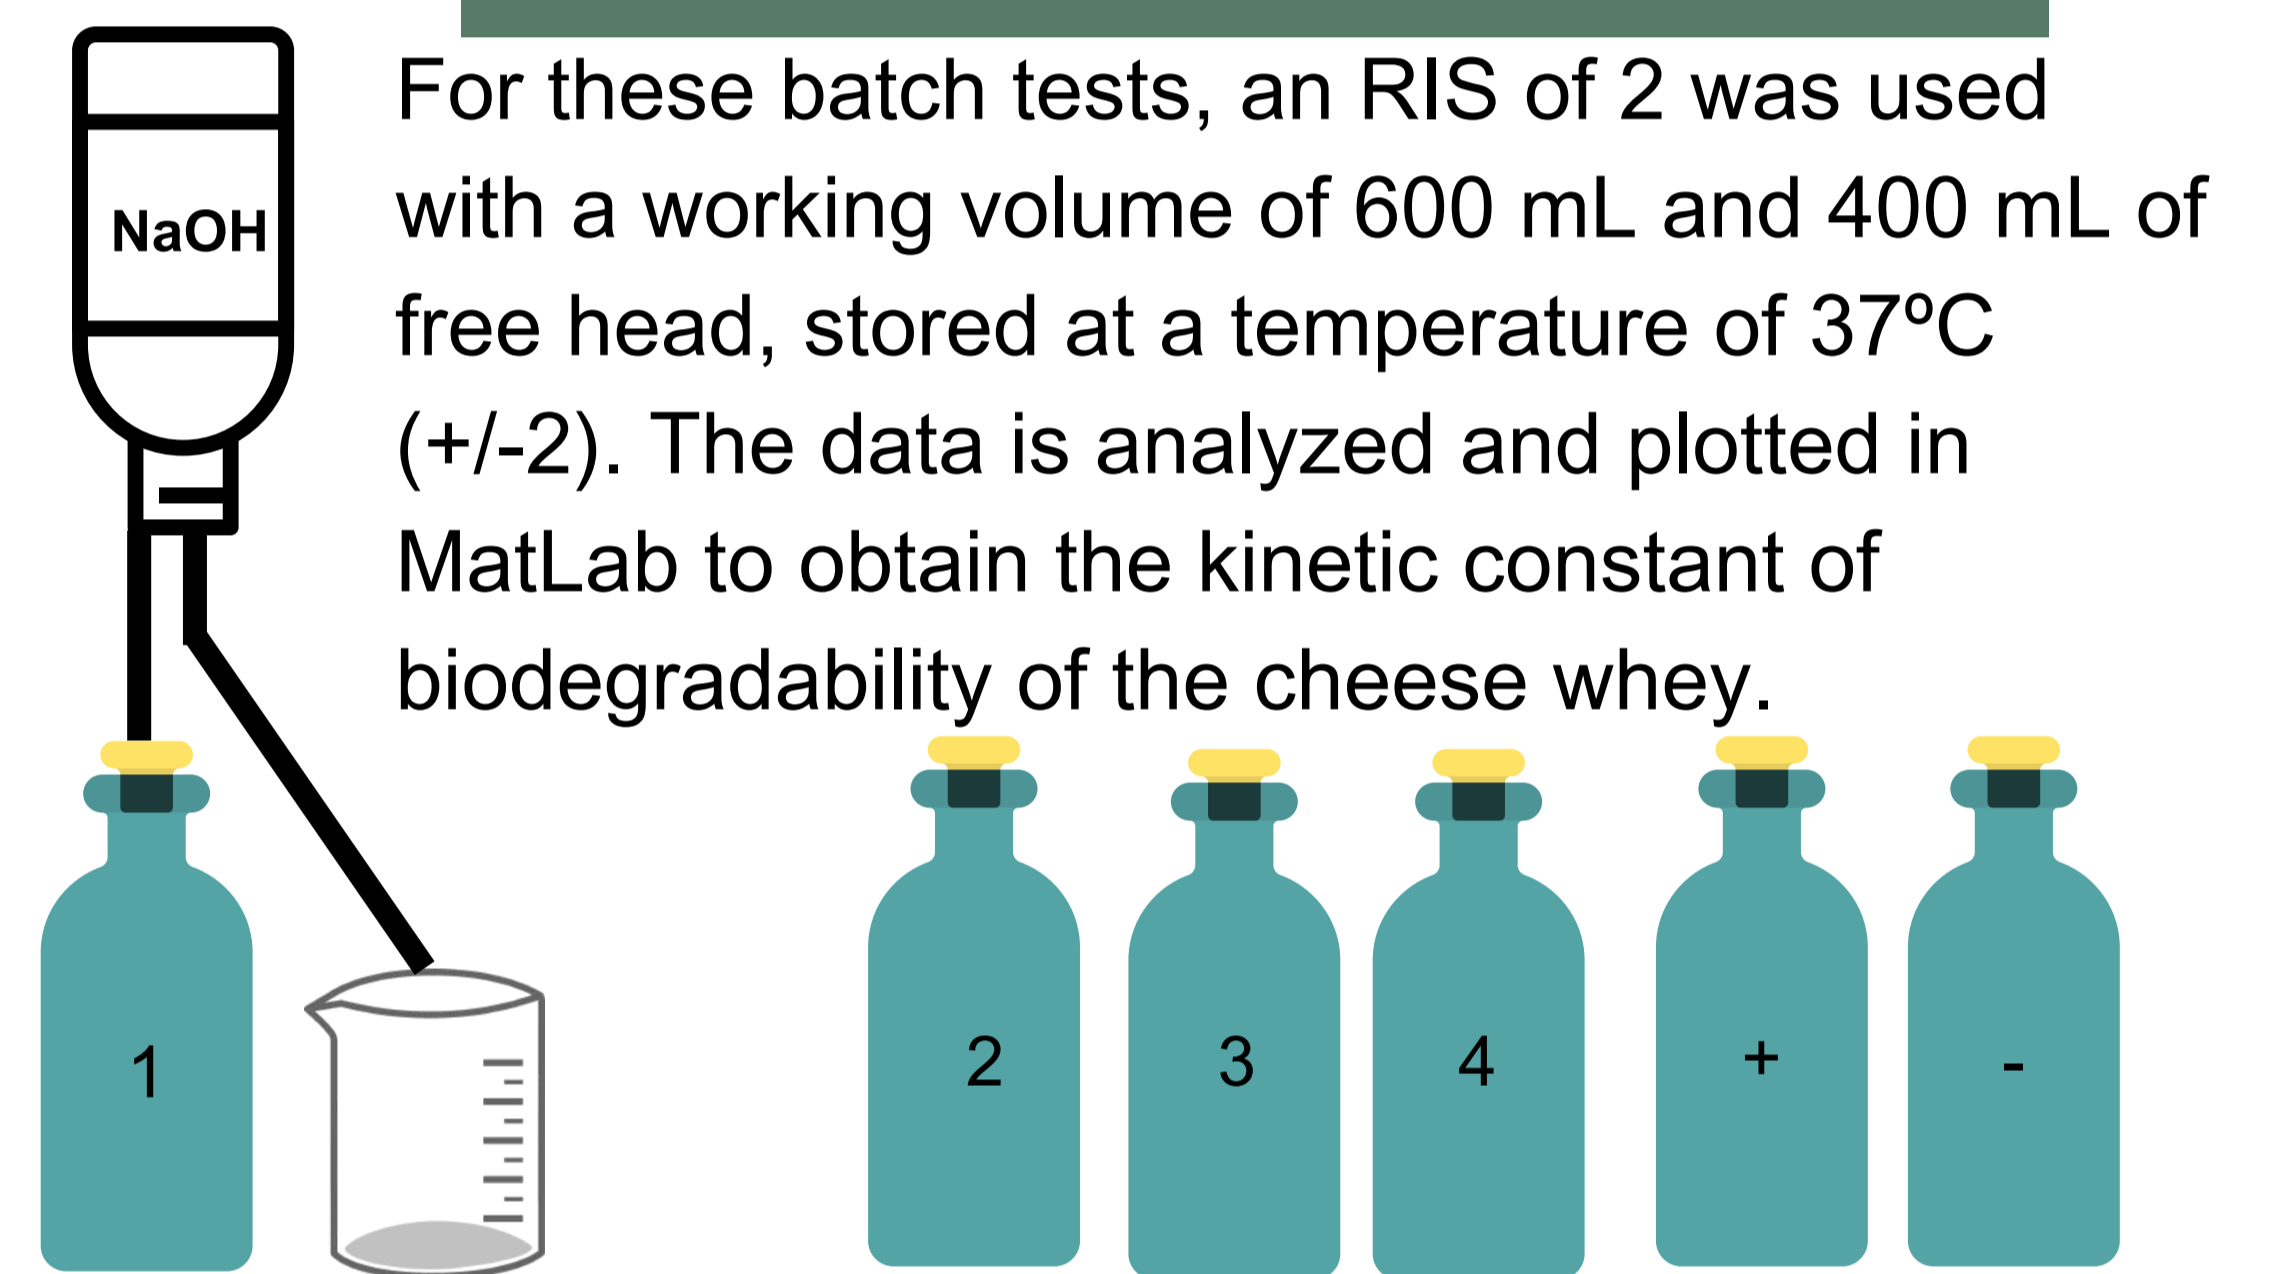 For these batch tests, an RIS of 2 was used
with a working volume of 600 mL and 400 mL of
free head, stored at a temperature of 37ºC
(+/-2). The data is analyzed and plotted in
MatLab to obtain the kinetic constant of
biodegradability of the cheese whey.
NaOH
1
2
3
4
+
-